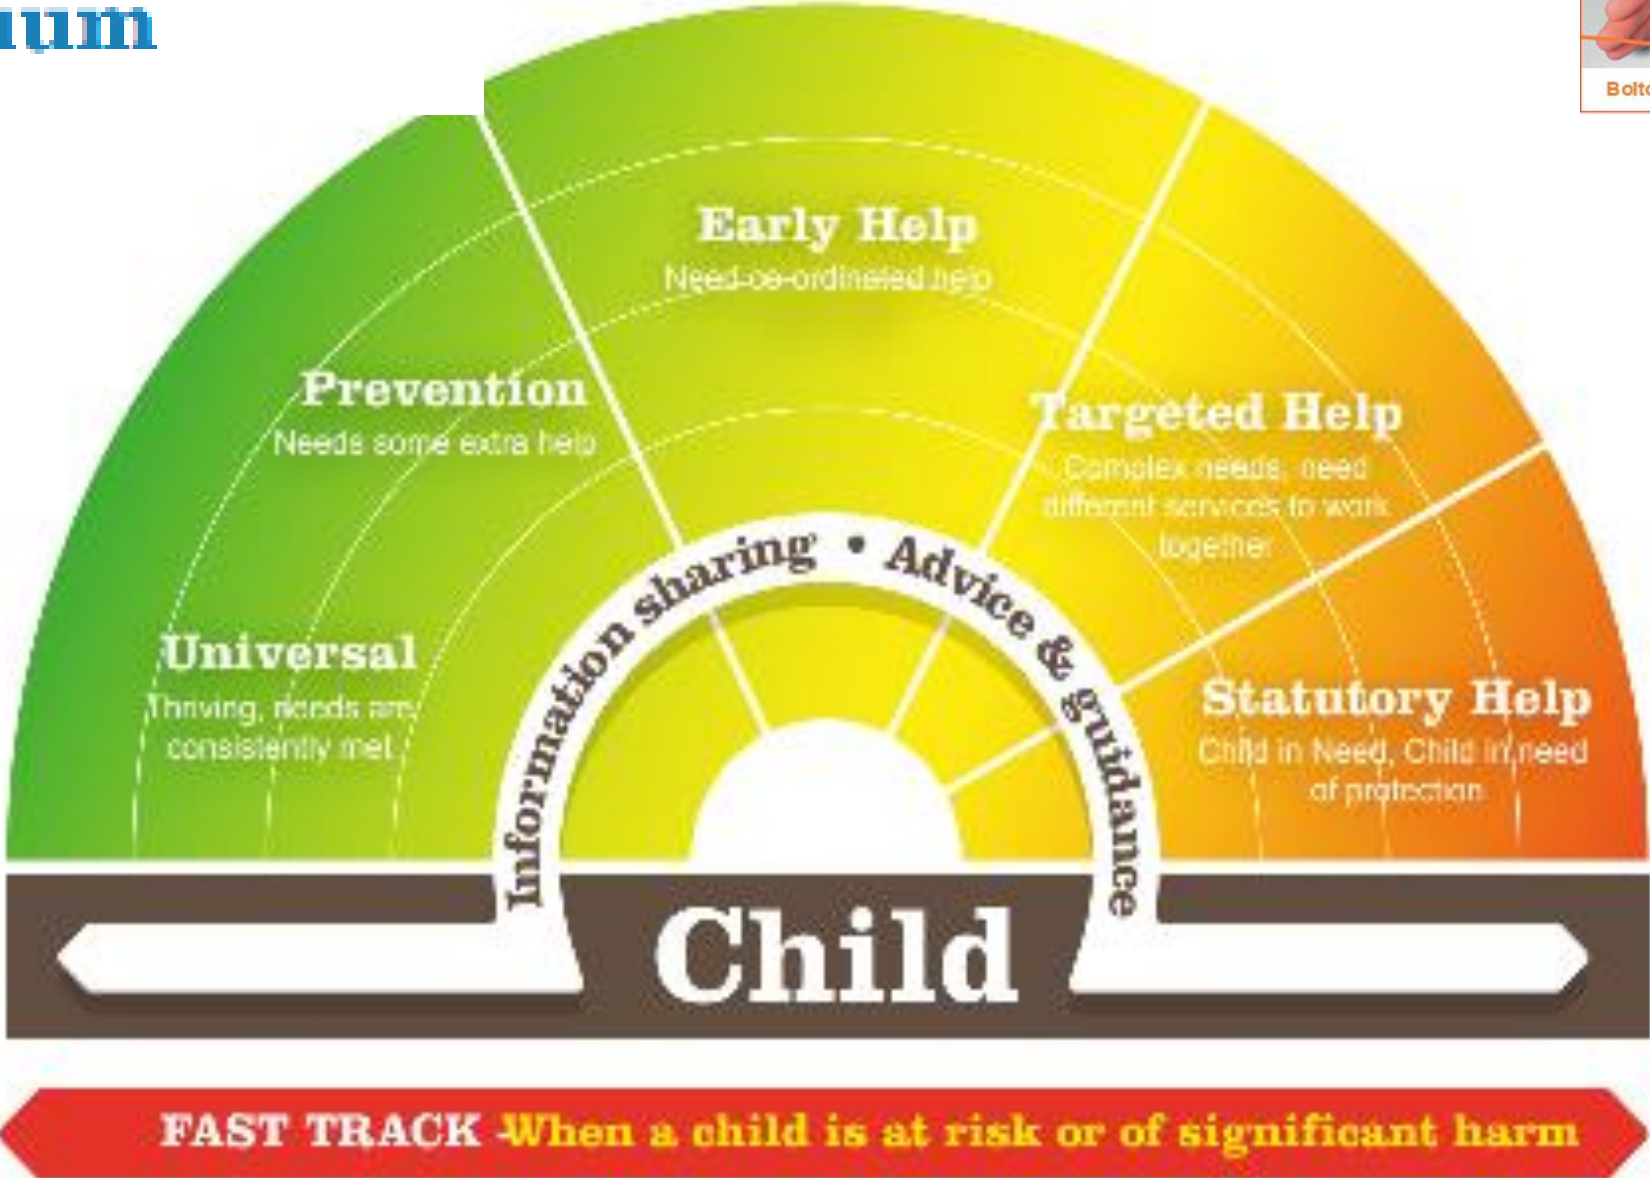 Early Help
Need co-ordinated help
Prevention
Needs some extra help
Targeted Help
Complex needs, need
different services to work
together
Universal
Thriving, needs are
consistently met
Statutory Help
Child in Need, Child in need
of protection
Information sharing • Advice & guidance
Child
FAST TRACK -When a child is at risk or of significant harm